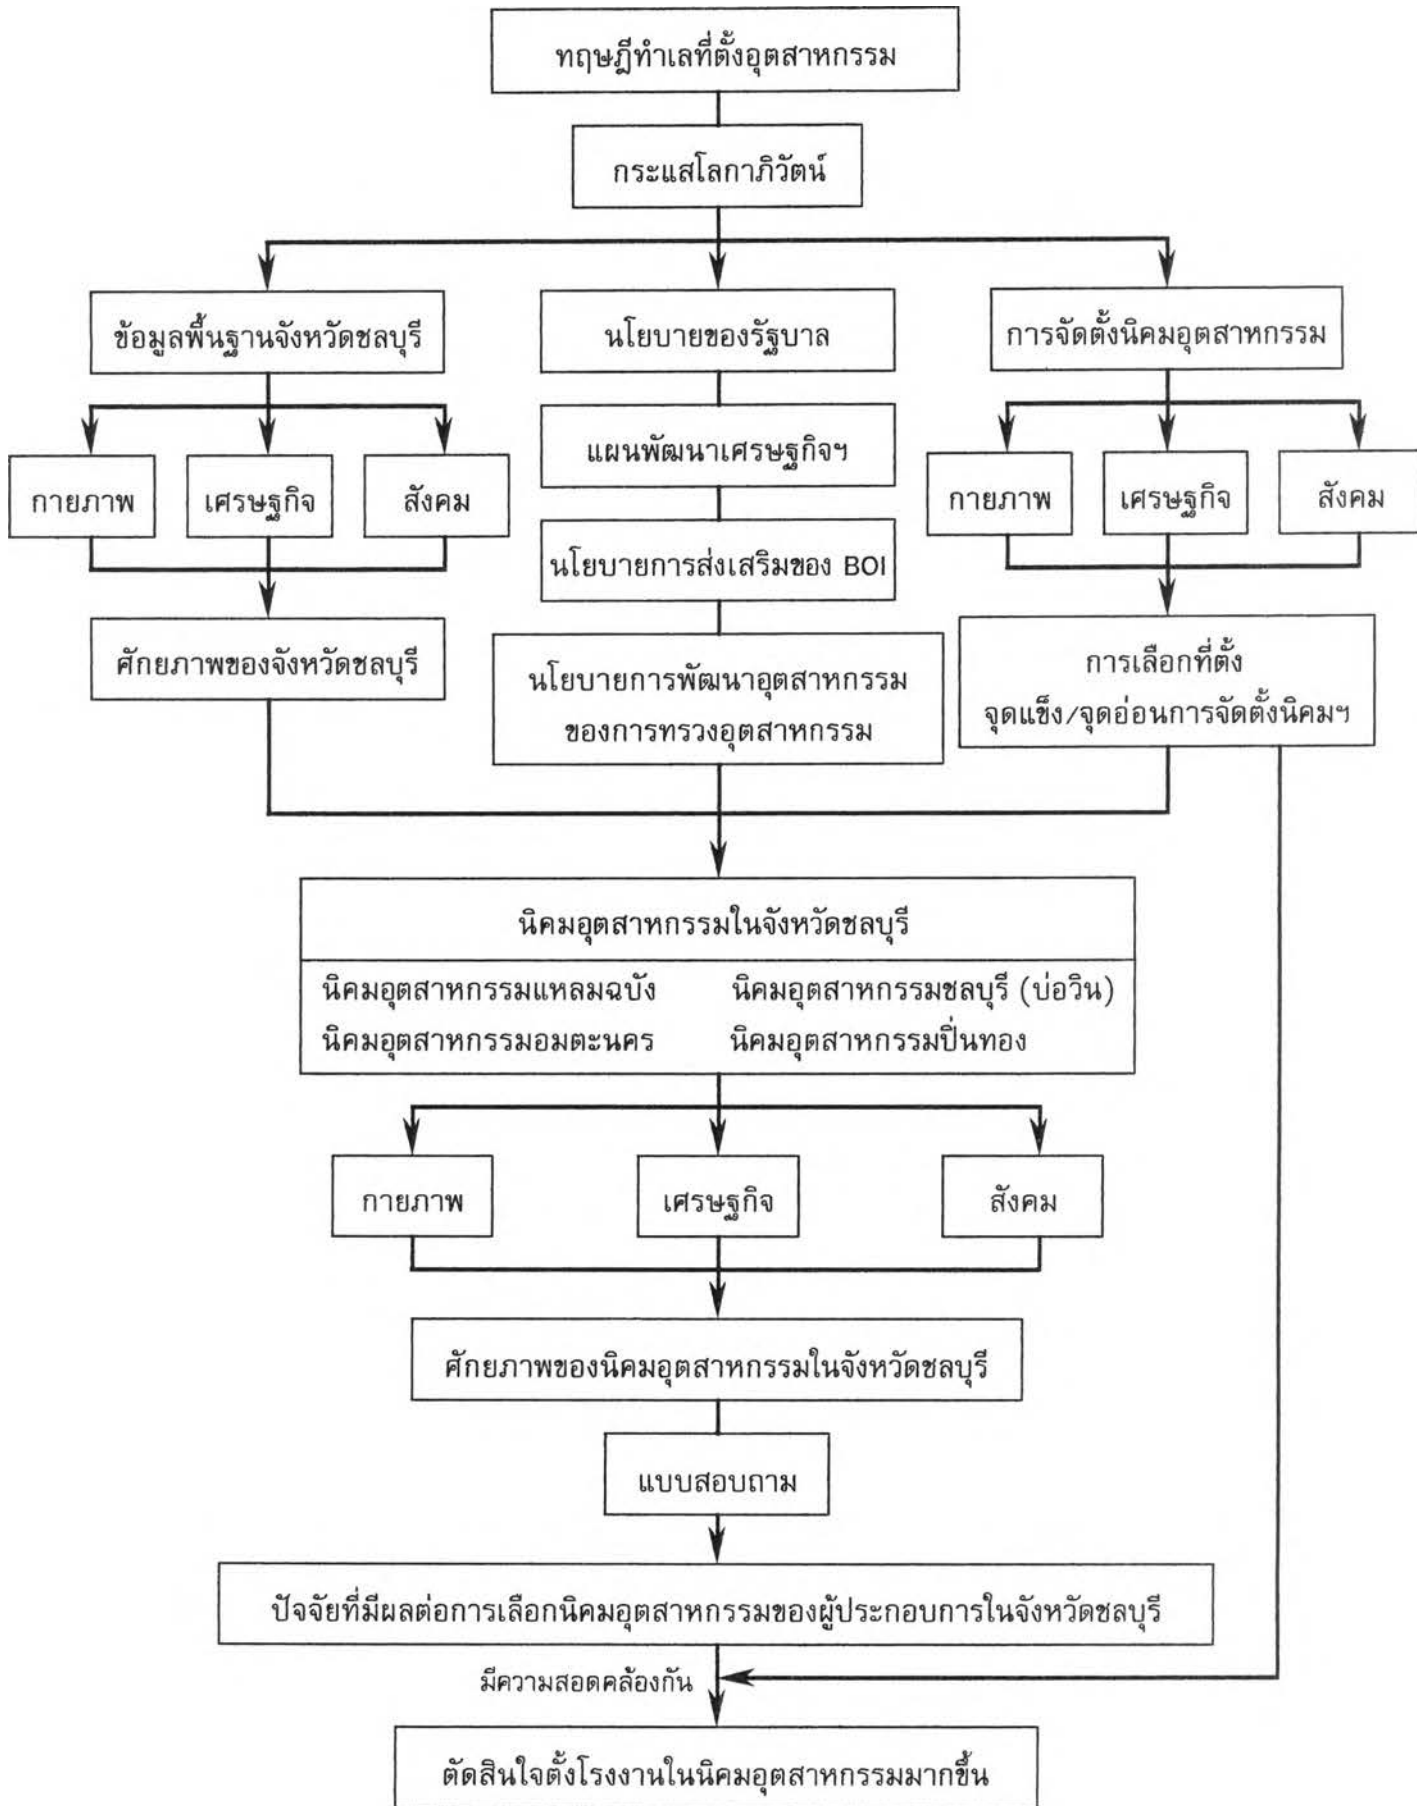 ทฤษฎีทำเลที่ตั้งอุตสาหกรรม
กระแสโลกาภิวัตน์
ข้อมูลพื้นฐานจังหวัดชลบุรี
นโยบายของรัฐบาล
การจัดตั้งนิคมอุตสาหกรรม
แผนพัฒนาเศรษฐกิจฯ
กายภาพ
เศรษฐกิจ
สังคม
กายภาพ
เศรษฐกิจ
สังคม
นโยบายการส่งเสริมของ BOI
ศักยภาพของจังหวัดชลบุรี
นโยบายการพัฒนาอุตสาหกรรม
ของการทรวงอุตสาหกรรม
การเลือกที่ตั้ง
จุดแข็ง/จุดอ่อนการจัดตั้งนิคมฯ
นิคมอุตสาหกรรมในจังหวัดชลบุรี
นิคมอุตสาหกรรมแหลมฉบัง นิคมอุตสาหกรรมชลบุรี (บ่อวิน)
นิคมอุตสาหกรรมอมตะนคร นิคมอุตสาหกรรมปิ่นทอง
กายภาพ
เศรษฐกิจ
สังคม
ศักยภาพของนิคมอุตสาหกรรมในจังหวัดชลบุรี
แบบสอบถาม
ปัจจัยที่มีผลต่อการเลือกนิคมอุตสาหกรรมของผู้ประกอบการในจังหวัดชลบุรี
มีความสอดคล้องกัน
ตัดสินใจตั้งโรงงานในนิคมอุตสาหกรรมมากขึ้น